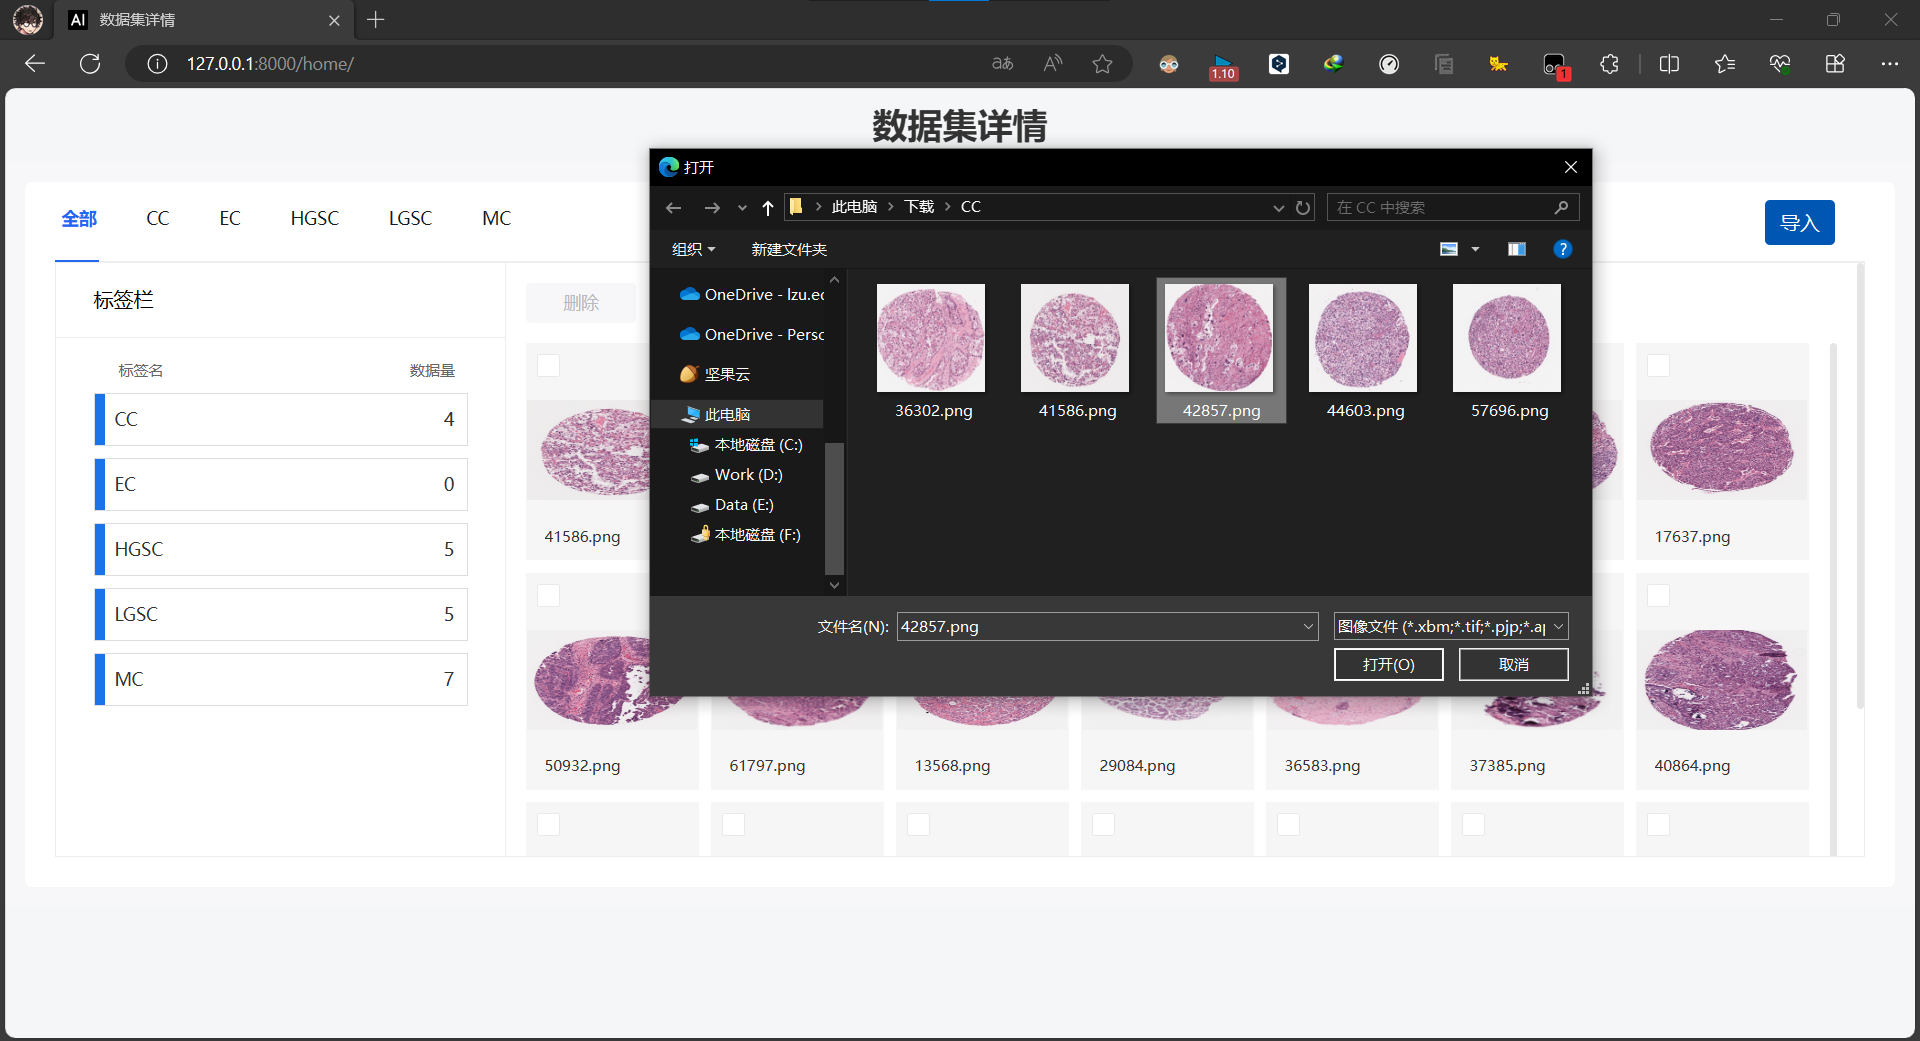 AI 数据集详情
127.0.0.1:8000/home/
aあ
A
1.10
1
数据集详情
全部 CC EC HGSC LGSC MC
导入
标签栏
标签名 数据量
CC 4
EC 0
HGSC 5
LGSC 5
MC 7
删除
41586.png
17637.png
50932.png
61797.png
13568.png
29084.png
36583.png
37385.png
40864.png
打开
此电脑 > 下载 > CC
在 CC 中搜索
组织
新建文件夹
?
OneDrive - lzu.ec
OneDrive - Persc
坚果云
此电脑
本地磁盘 (C:)
Work (D:)
Data (E:)
本地磁盘 (F:)
36302.png
41586.png
42857.png
44603.png
57696.png
文件名(N): 42857.png
图像文件 (*.xbm;*.tif;*.pjp;*.ap
打开(O)
取消